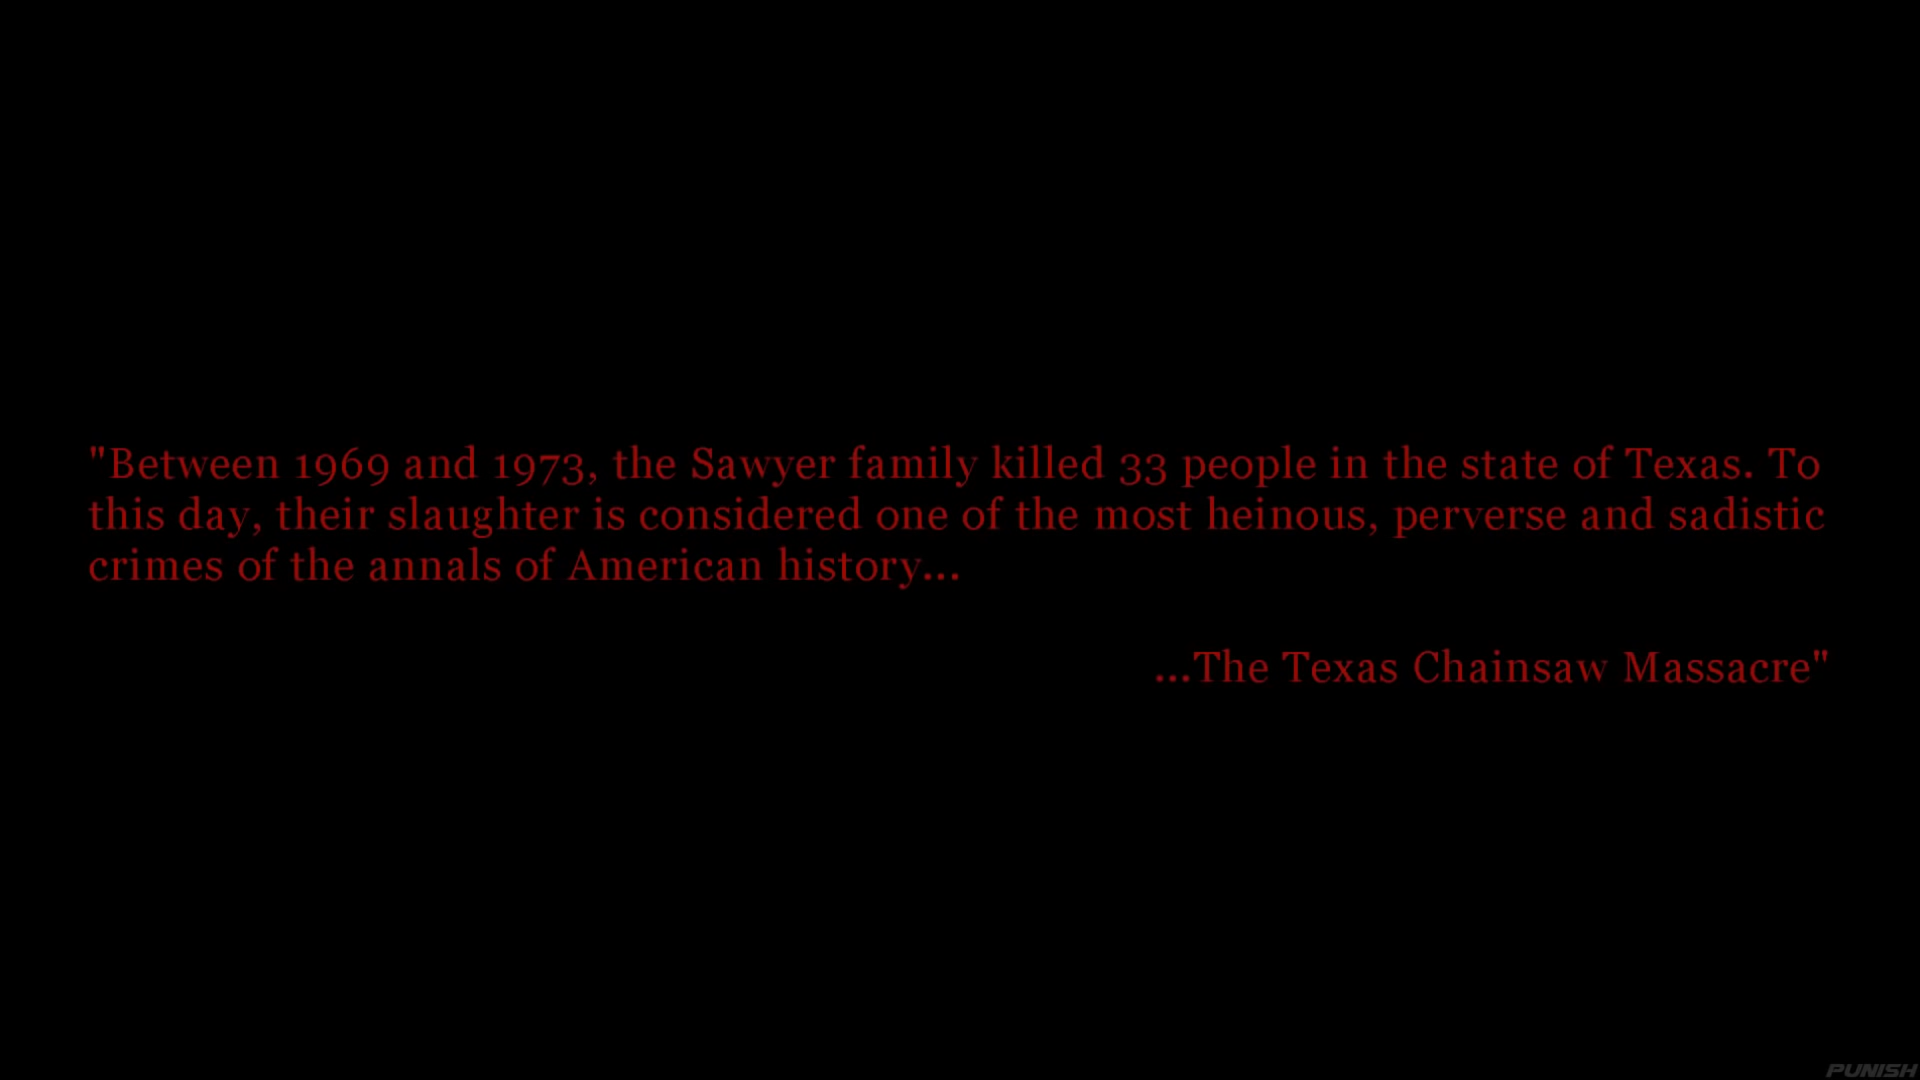 "Between 1969 and 1973, the Sawyer family killed 33 people in the state of Texas. To
this day, their slaughter is considered one of the most heinous, perverse and sadistic
crimes of the annals of American history...
...The Texas Chainsaw Massacre"
PUNISH